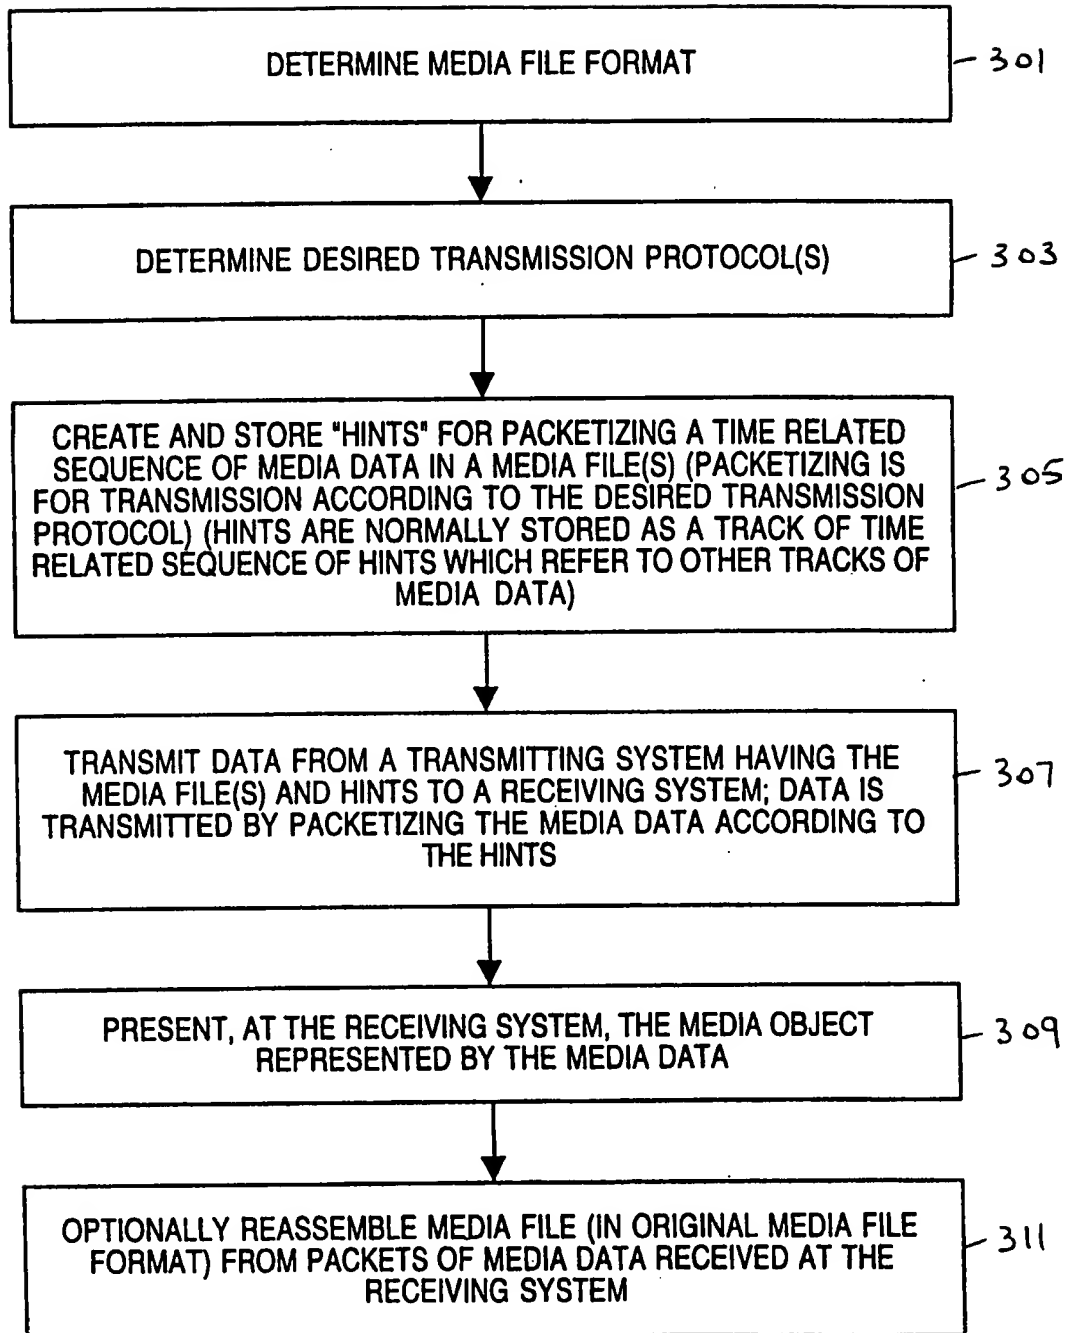 DETERMINE MEDIA FILE FORMAT
301
DETERMINE DESIRED TRANSMISSION PROTOCOL(S)
303
CREATE AND STORE "HINTS" FOR PACKETIZING A TIME RELATED
SEQUENCE OF MEDIA DATA IN A MEDIA FILE(S) (PACKETIZING IS
FOR TRANSMISSION ACCORDING TO THE DESIRED TRANSMISSION
PROTOCOL) (HINTS ARE NORMALLY STORED AS A TRACK OF TIME
RELATED SEQUENCE OF HINTS WHICH REFER TO OTHER TRACKS OF
MEDIA DATA)
305
TRANSMIT DATA FROM A TRANSMITTING SYSTEM HAVING THE
MEDIA FILE(S) AND HINTS TO A RECEIVING SYSTEM; DATA IS
TRANSMITTED BY PACKETIZING THE MEDIA DATA ACCORDING TO
THE HINTS
307
PRESENT, AT THE RECEIVING SYSTEM, THE MEDIA OBJECT
REPRESENTED BY THE MEDIA DATA
309
OPTIONALLY REASSEMBLE MEDIA FILE (IN ORIGINAL MEDIA FILE
FORMAT) FROM PACKETS OF MEDIA DATA RECEIVED AT THE
RECEIVING SYSTEM
311